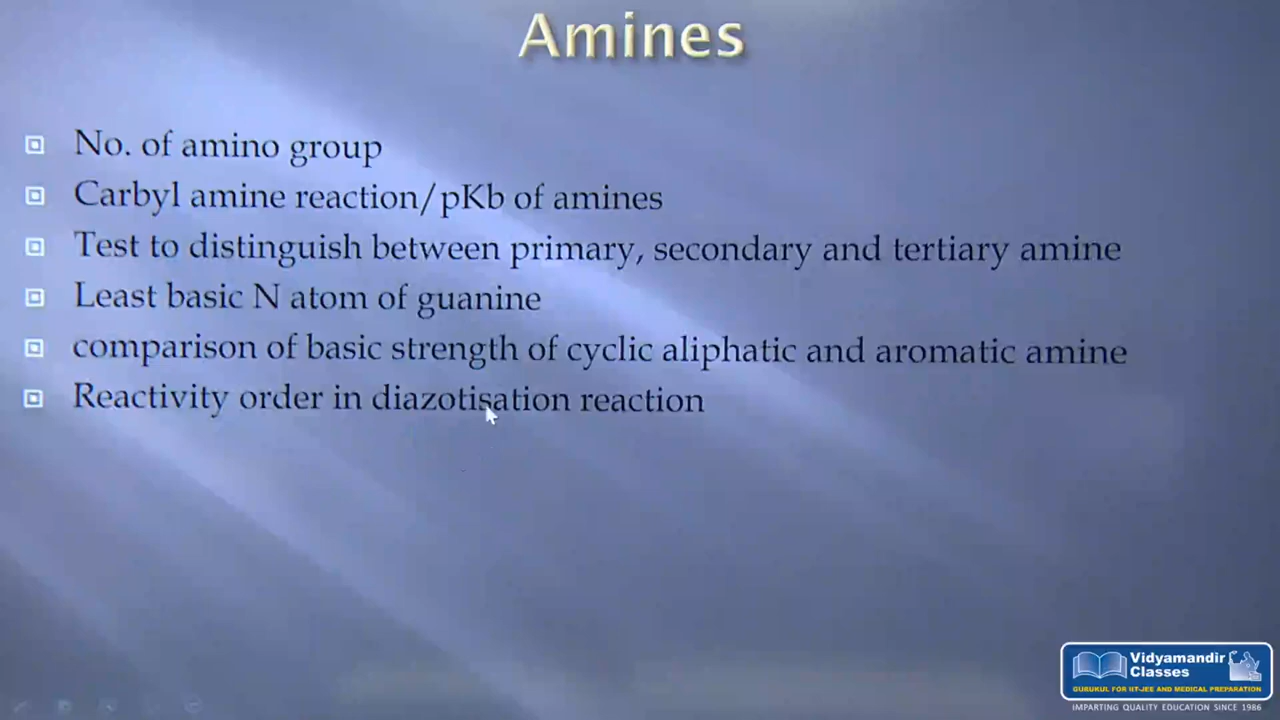 Amines
No. of amino group
Carbyl amine reaction/pKb of amines
Test to distinguish between primary, secondary and tertiary amine
Least basic N atom of guanine
comparison of basic strength of cyclic aliphatic and aromatic amine
Reactivity order in diazotisation reaction
Vidyamandir
Classes
GURUKUL FOR IIT-JEE AND MEDICAL PREPARATION
IMPARTING QUALITY EDUCATION SINCE 1986